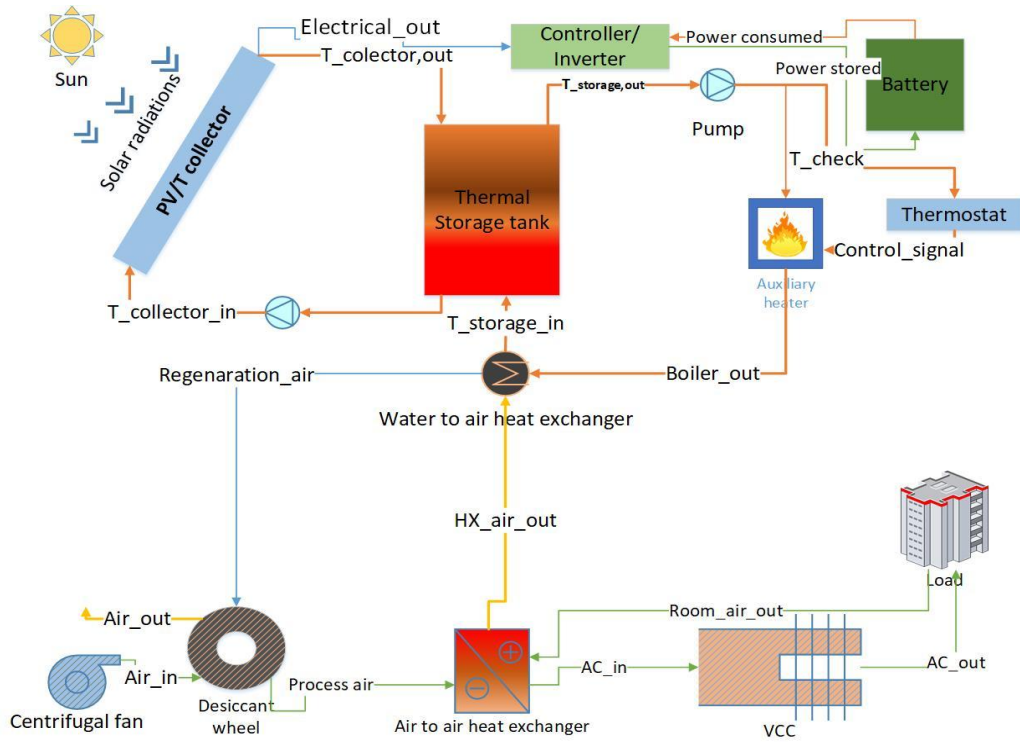 Electrical_out
Controller/
Inverter
Power consumed
Sun
T_colector,out
Solar radiations
PV/T collector
T_storage,out
Power stored
Battery
Pump
T_check
Thermal
Storage tank
Thermostat
Control_signal
Auxiliary
heater
T_collector_in
T_storage_in
Regenaration_air
Boiler_out
Water to air heat exchanger
HX_air_out
Load
Air_out
Room_air_out
Air_in
Process air
AC_in
AC_out
Centrifugal fan
Desiccant
wheel
Air to air heat exchanger
VCC